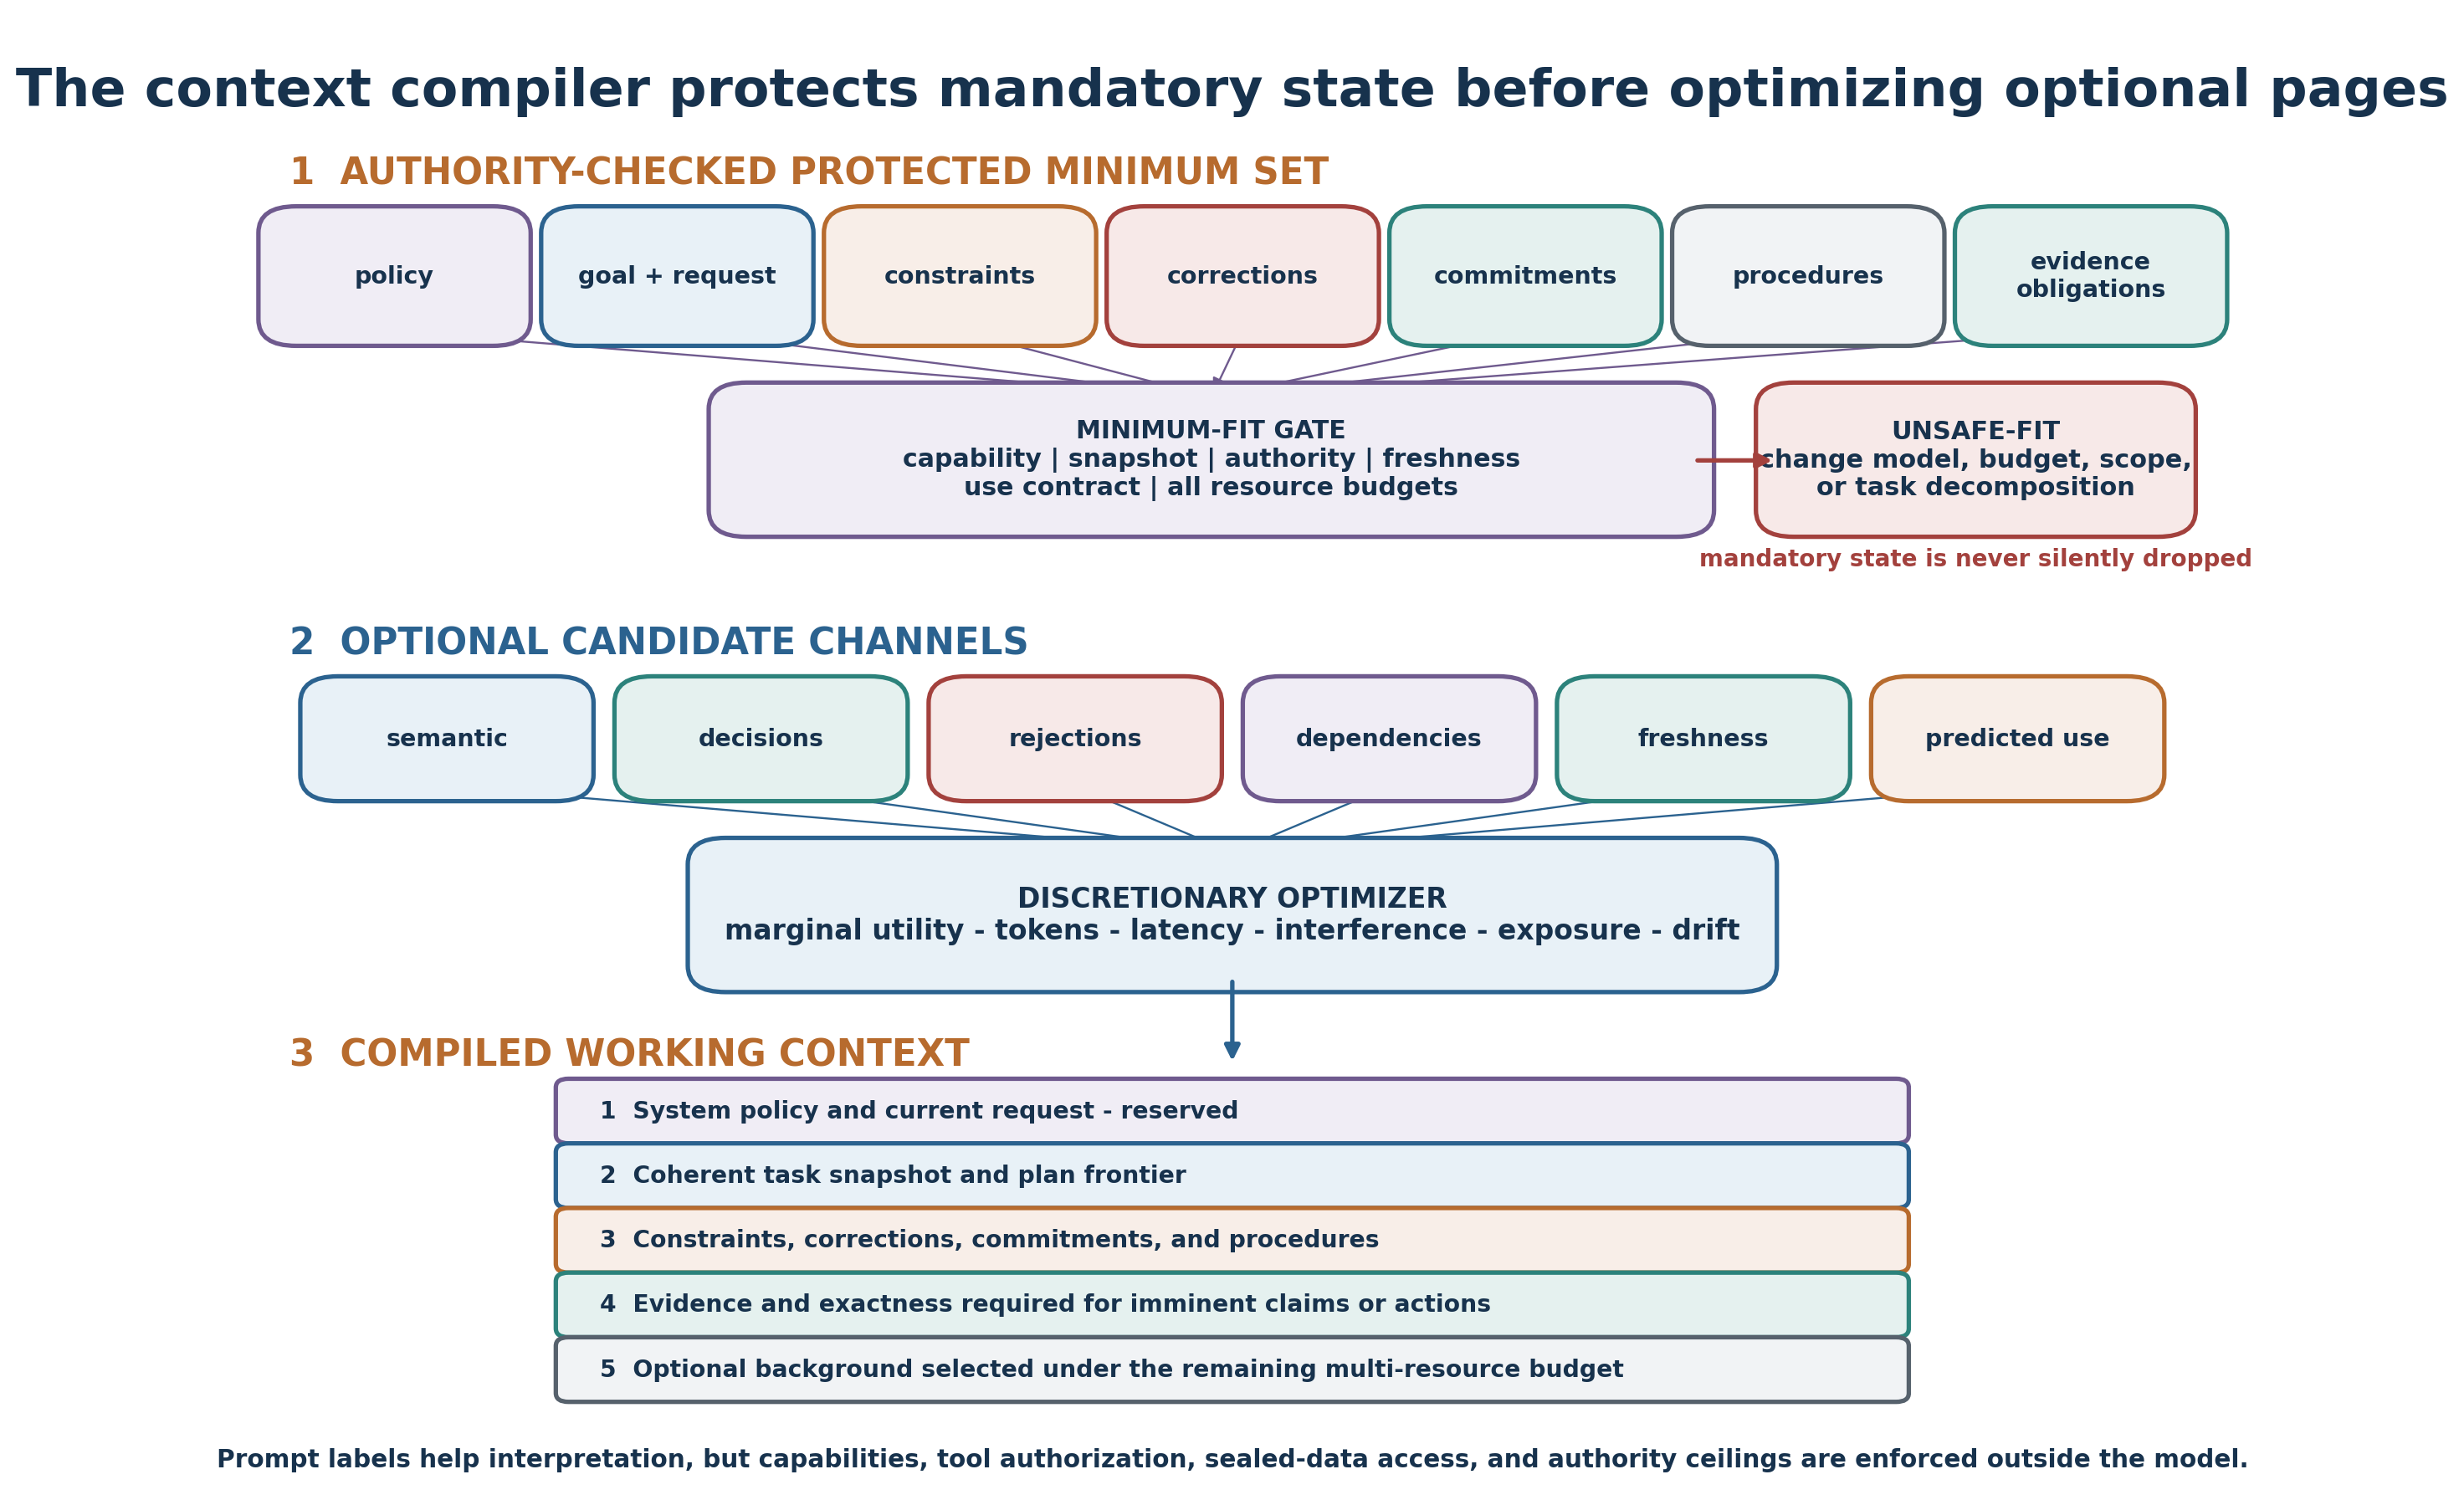 The context compiler protects mandatory state before optimizing optional pages
1 AUTHORITY-CHECKED PROTECTED MINIMUM SET
policy
goal + request
constraints
corrections
commitments
procedures
evidence
obligations
MINIMUM-FIT GATE
capability | snapshot | authority | freshness
use contract | all resource budgets
UNSAFE-FIT
change model, budget, scope,
or task decomposition
mandatory state is never silently dropped
2 OPTIONAL CANDIDATE CHANNELS
semantic
decisions
rejections
dependencies
freshness
predicted use
DISCRETIONARY OPTIMIZER
marginal utility - tokens - latency - interference - exposure - drift
3 COMPILED WORKING CONTEXT
1 System policy and current request - reserved
2 Coherent task snapshot and plan frontier
3 Constraints, corrections, commitments, and procedures
4 Evidence and exactness required for imminent claims or actions
5 Optional background selected under the remaining multi-resource budget
Prompt labels help interpretation, but capabilities, tool authorization, sealed-data access, and authority ceilings are enforced outside the model.